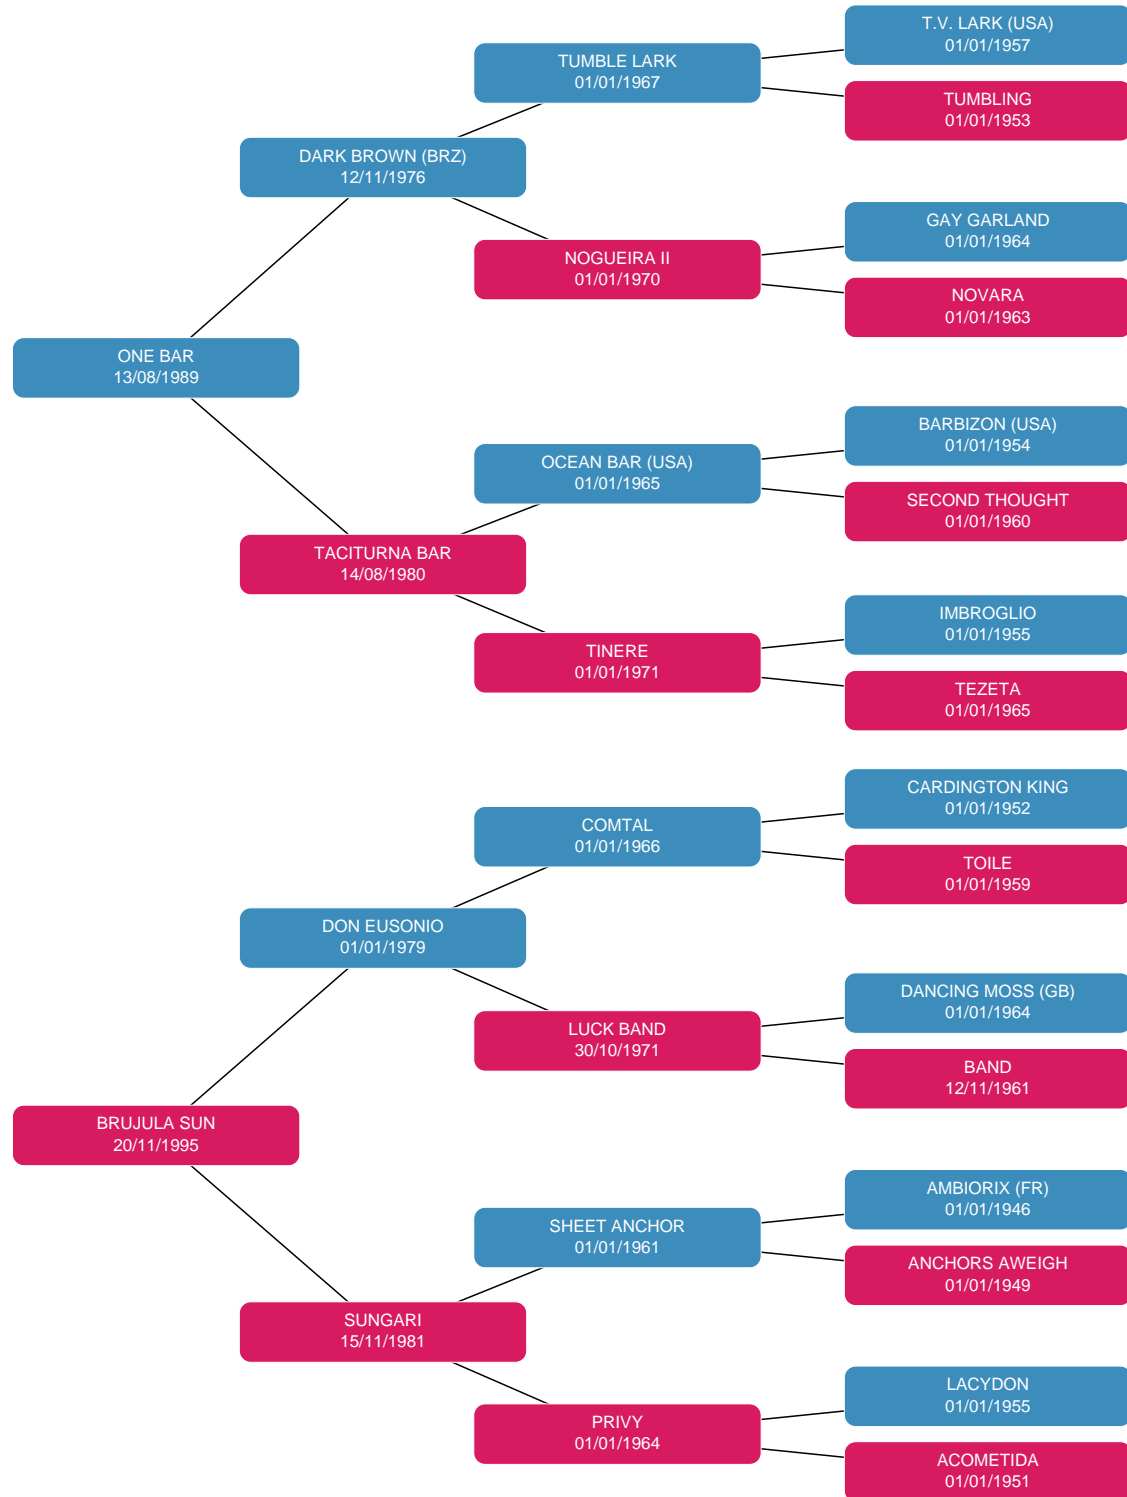 T.V. LARK (USA)
01/01/1957
TUMBLE LARK
01/01/1967
TUMBLING
01/01/1953
DARK BROWN (BRZ)
12/11/1976
GAY GARLAND
01/01/1964
NOGUEIRA II
01/01/1970
NOVARA
01/01/1963
ONE BAR
13/08/1989
BARBIZON (USA)
01/01/1954
OCEAN BAR (USA)
01/01/1965
SECOND THOUGHT
01/01/1960
TACITURNA BAR
14/08/1980
IMBROGLIO
01/01/1955
TINERE
01/01/1971
TEZETA
01/01/1965
CARDINGTON KING
01/01/1952
COMTAL
01/01/1966
TOILE
01/01/1959
DON EUSONIO
01/01/1979
DANCING MOSS (GB)
01/01/1964
LUCK BAND
30/10/1971
BAND
12/11/1961
BRUJULA SUN
20/11/1995
AMBIORIX (FR)
01/01/1946
SHEET ANCHOR
01/01/1961
ANCHORS AWEIGH
01/01/1949
SUNGARI
15/11/1981
LACYDON
01/01/1955
PRIVY
01/01/1964
ACOMETIDA
01/01/1951